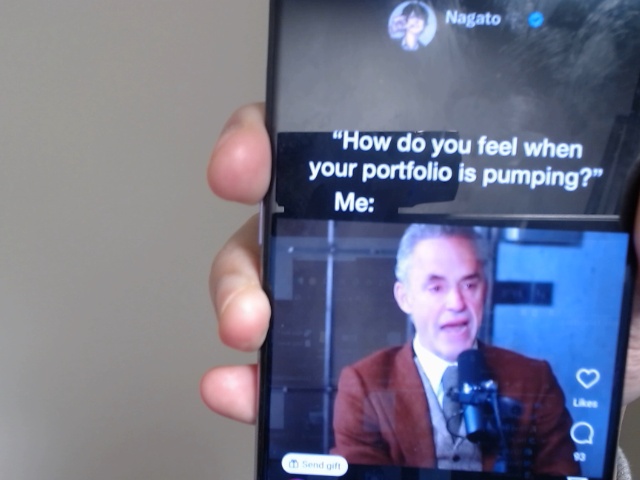 Nagato
“How do you feel when
your portfolio is pumping?”
Me:
Likes
93
Send gift